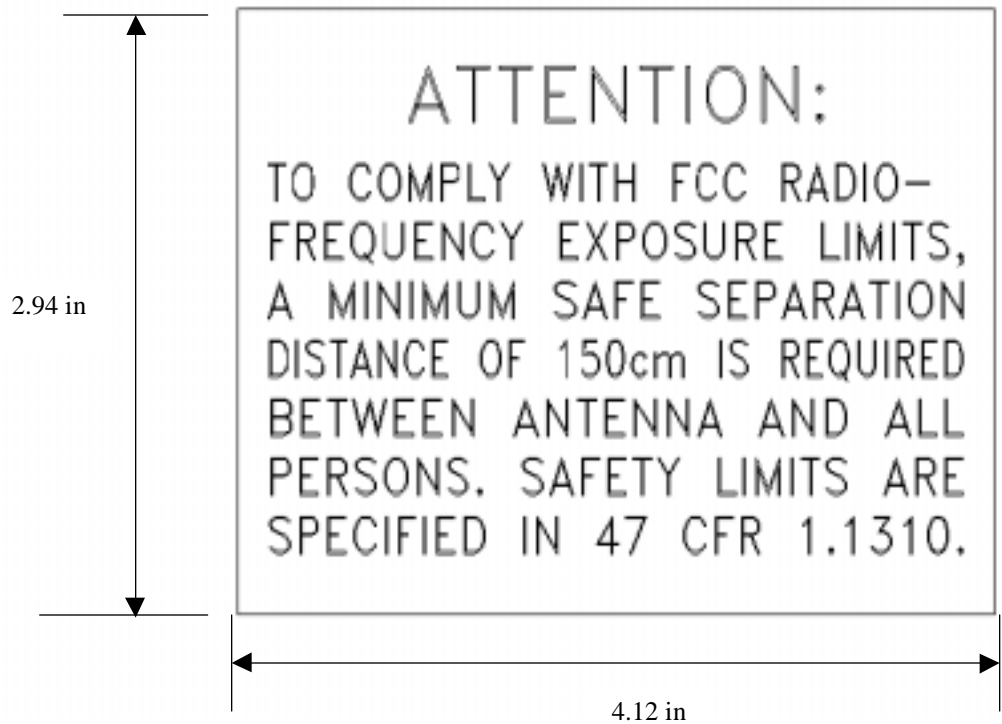 ATTENTION:
TO COMPLY WITH FCC RADIO-
FREQUENCY EXPOSURE LIMITS,
A MINIMUM SAFE SEPARATION
DISTANCE OF 150cm IS REQUIRED
BETWEEN ANTENNA AND ALL
PERSONS. SAFETY LIMITS ARE
SPECIFIED IN 47 CFR 1.1310.
2.94 in
4.12 in